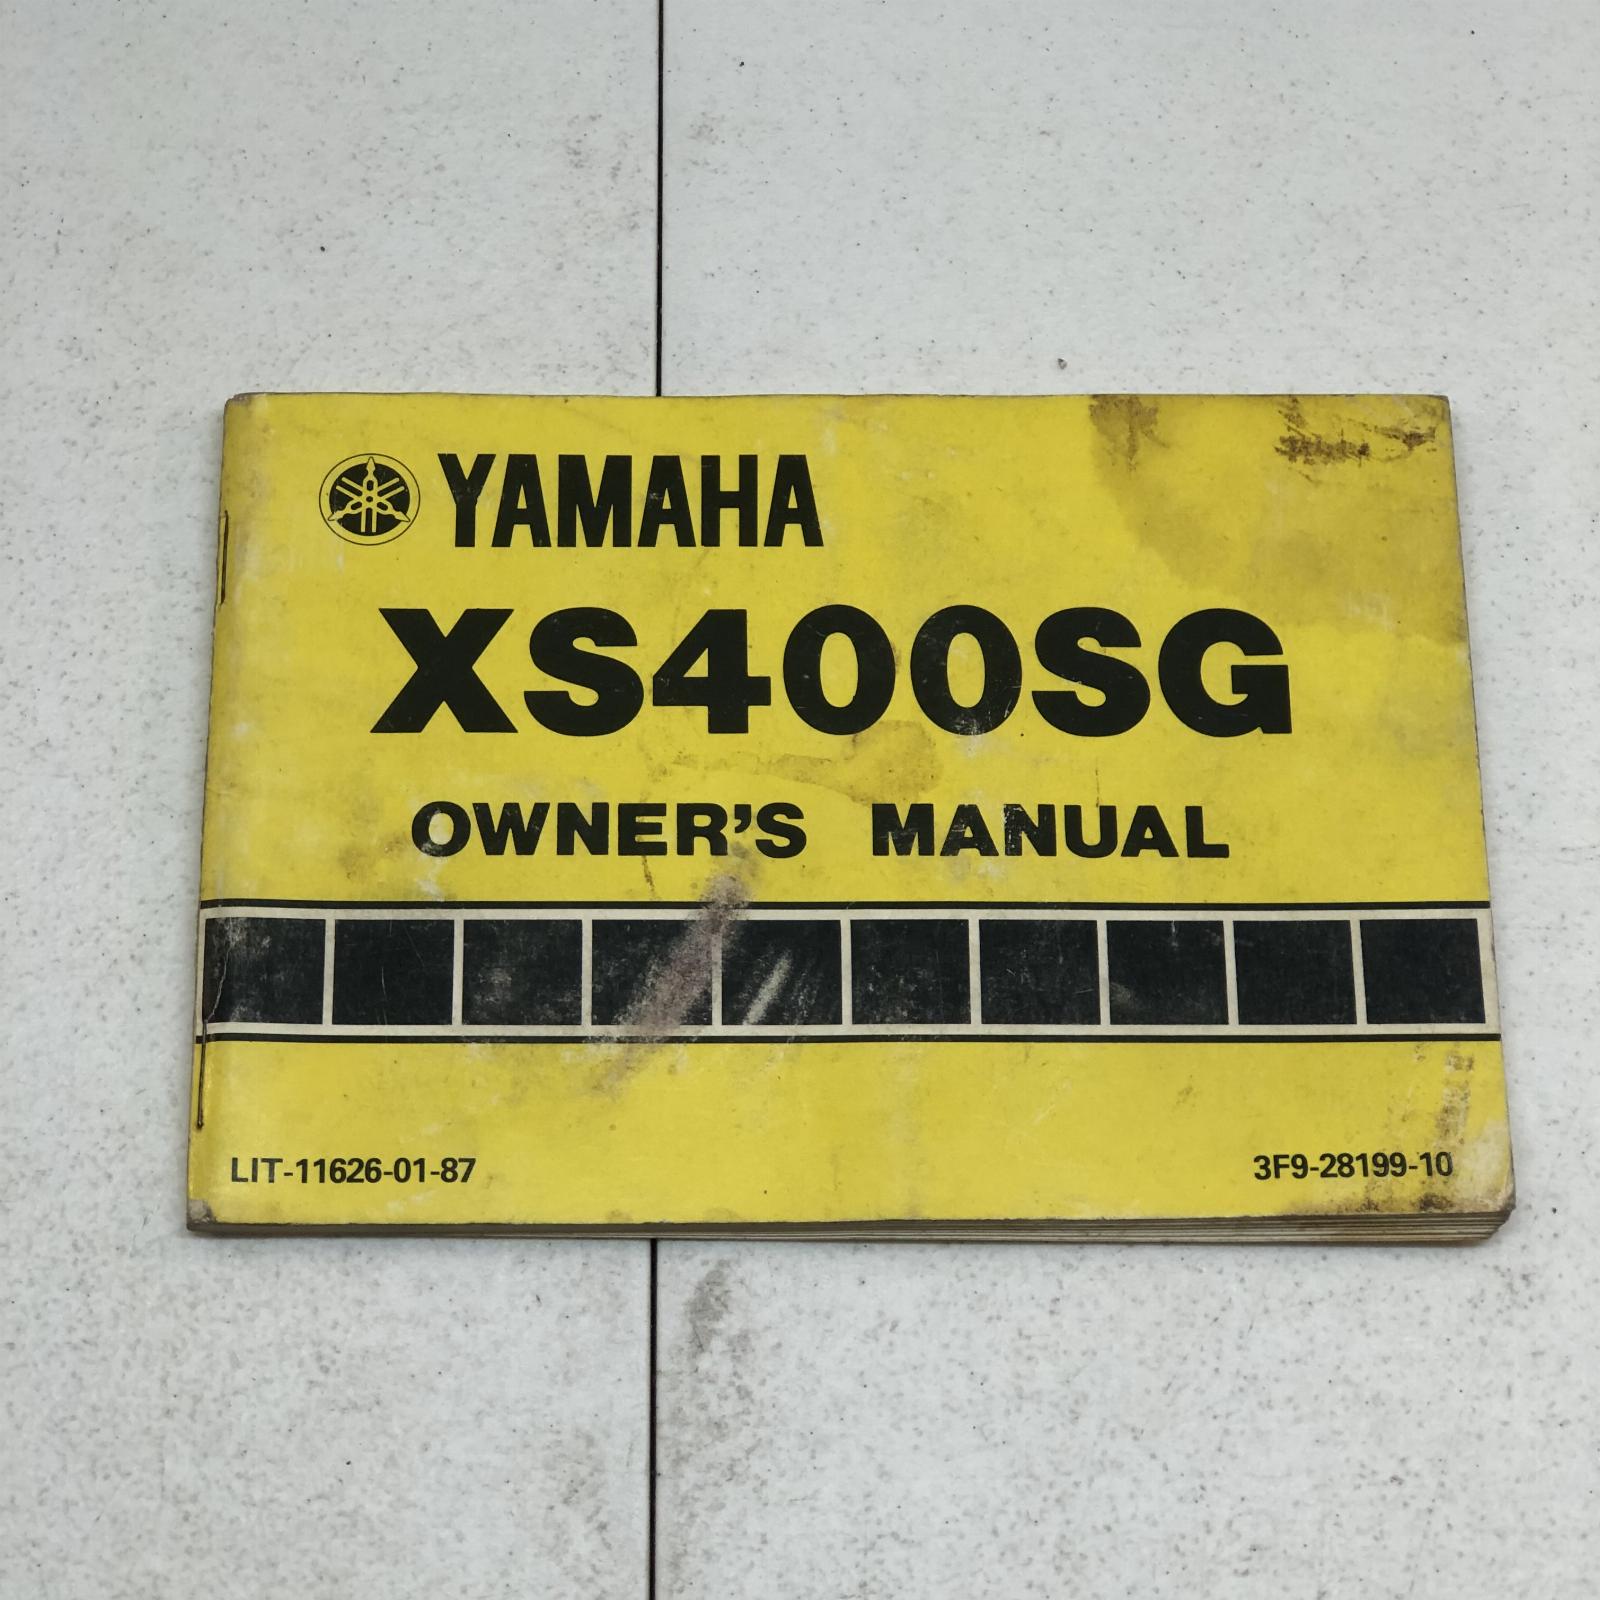 YAMAHA
XS400SG
OWNER'S MANUAL
LIT-11626-01-87
3F9-28199-10